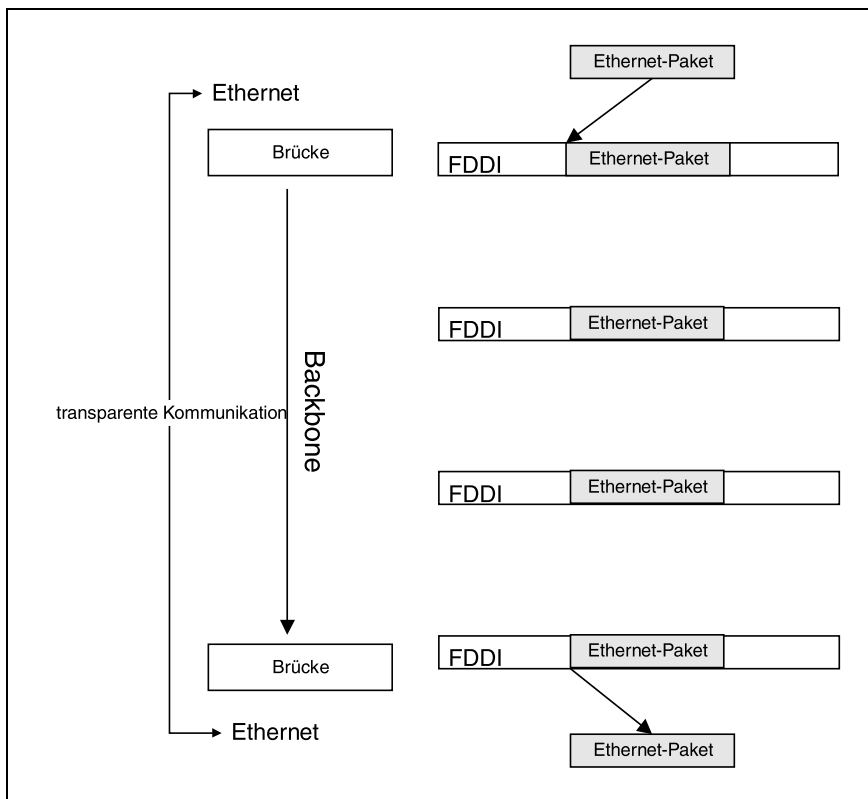 Ethernet-Paket
Ethernet
Brücke
FDDI Ethernet-Paket
FDDI Ethernet-Paket
Backbone
transparente Kommunikation
FDDI Ethernet-Paket
Brücke
FDDI Ethernet-Paket
Ethernet
Ethernet-Paket